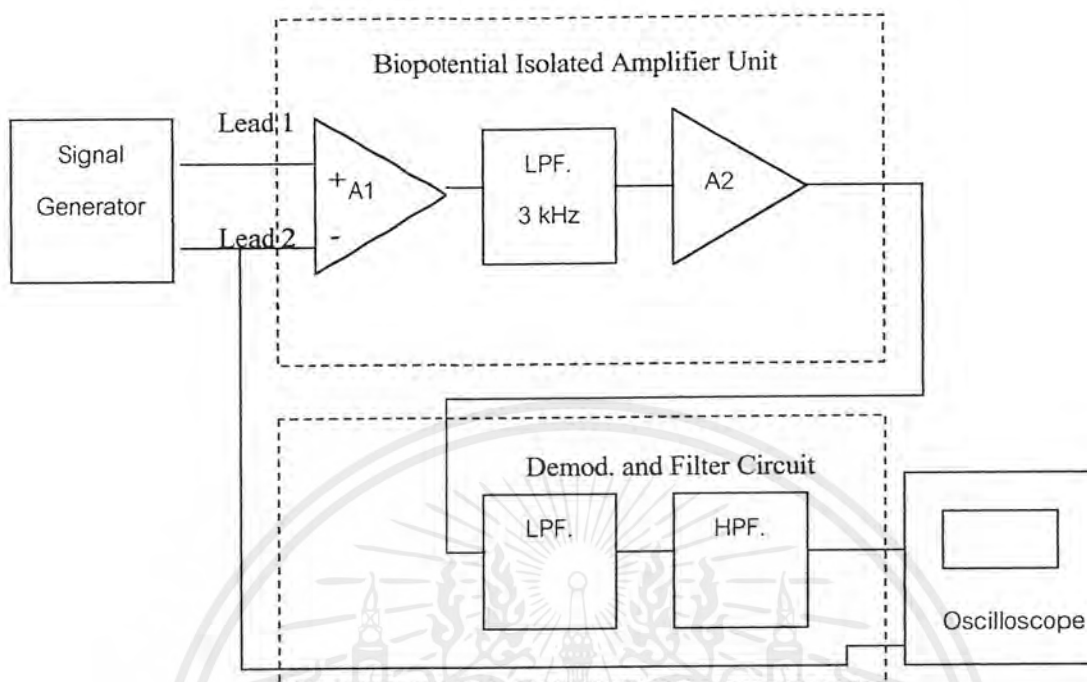 Biopotential Isolated Amplifier Unit
Signal
Generator
Lead 1
Lead 2
+
A1
-
LPF.
3 kHz
A2
Demod. and Filter Circuit
LPF.
HPF.
Oscilloscope